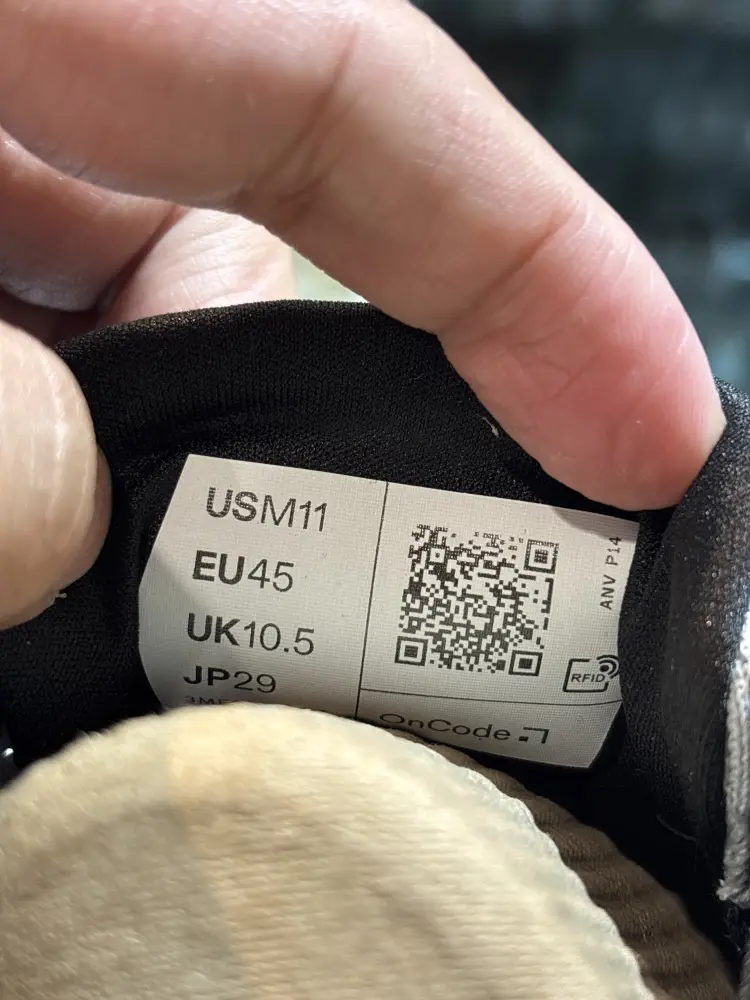 USM11
EU45
UK10.5
JP29
ANV P14
RFID
OnCode